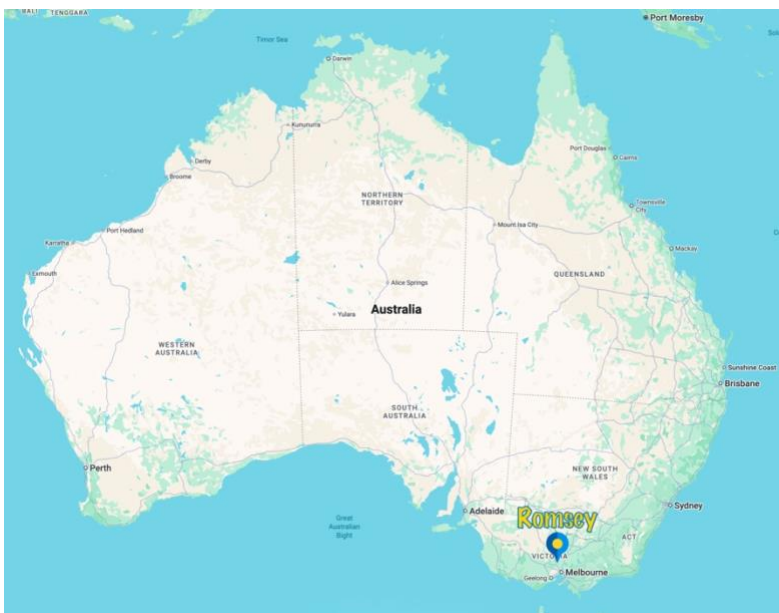 BALI
TENGGARA
Port Moresby
Timor Sea
Darwin
Kununurra
Port Douglas
Cairns
Derby
Broome
NORTHERN
TERRITORY
Townsville
City
Mount Isa City
Karratha
Port Hedland
Mackay
Exmouth
QUEENSLAND
Alice Springs
Australia
Yulara
WESTERN
AUSTRALIA
Sunshine Coast
Brisbane
SOUTH
AUSTRALIA
Perth
NEW SOUTH
WALES
Adelaide
Romsey
Sydney
Great
Australian
Bight
ACT
VICTORIA
Geelong
Melbourne